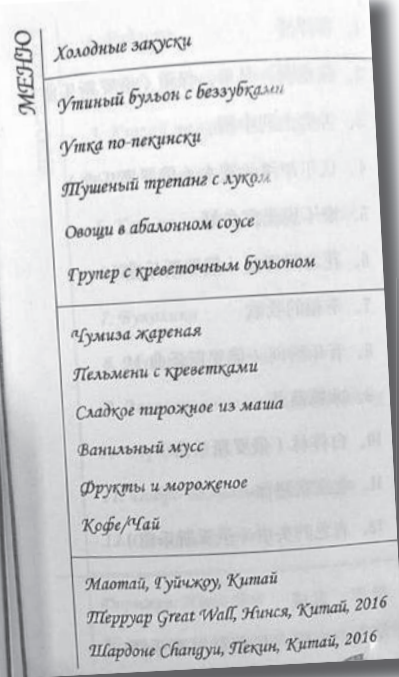 МЕНЮ
Холодные закуски
Утиный бульон с беззубками
Утка по-пекински
Тушеный трепанг с луком
Овощи в абалонном соусе
Групер с креветочным бульоном
Чумиза жареная
Пельмени с креветками
Сладкое пирожное из маша
Ванильный мусс
Фрукты и мороженое
Кофе/Чай
Маотай, Гуйчжоу, Китай
Терруар Great Wall, Нинся, Китай, 2016
Шардоне Changyu, Пекин, Китай, 2016